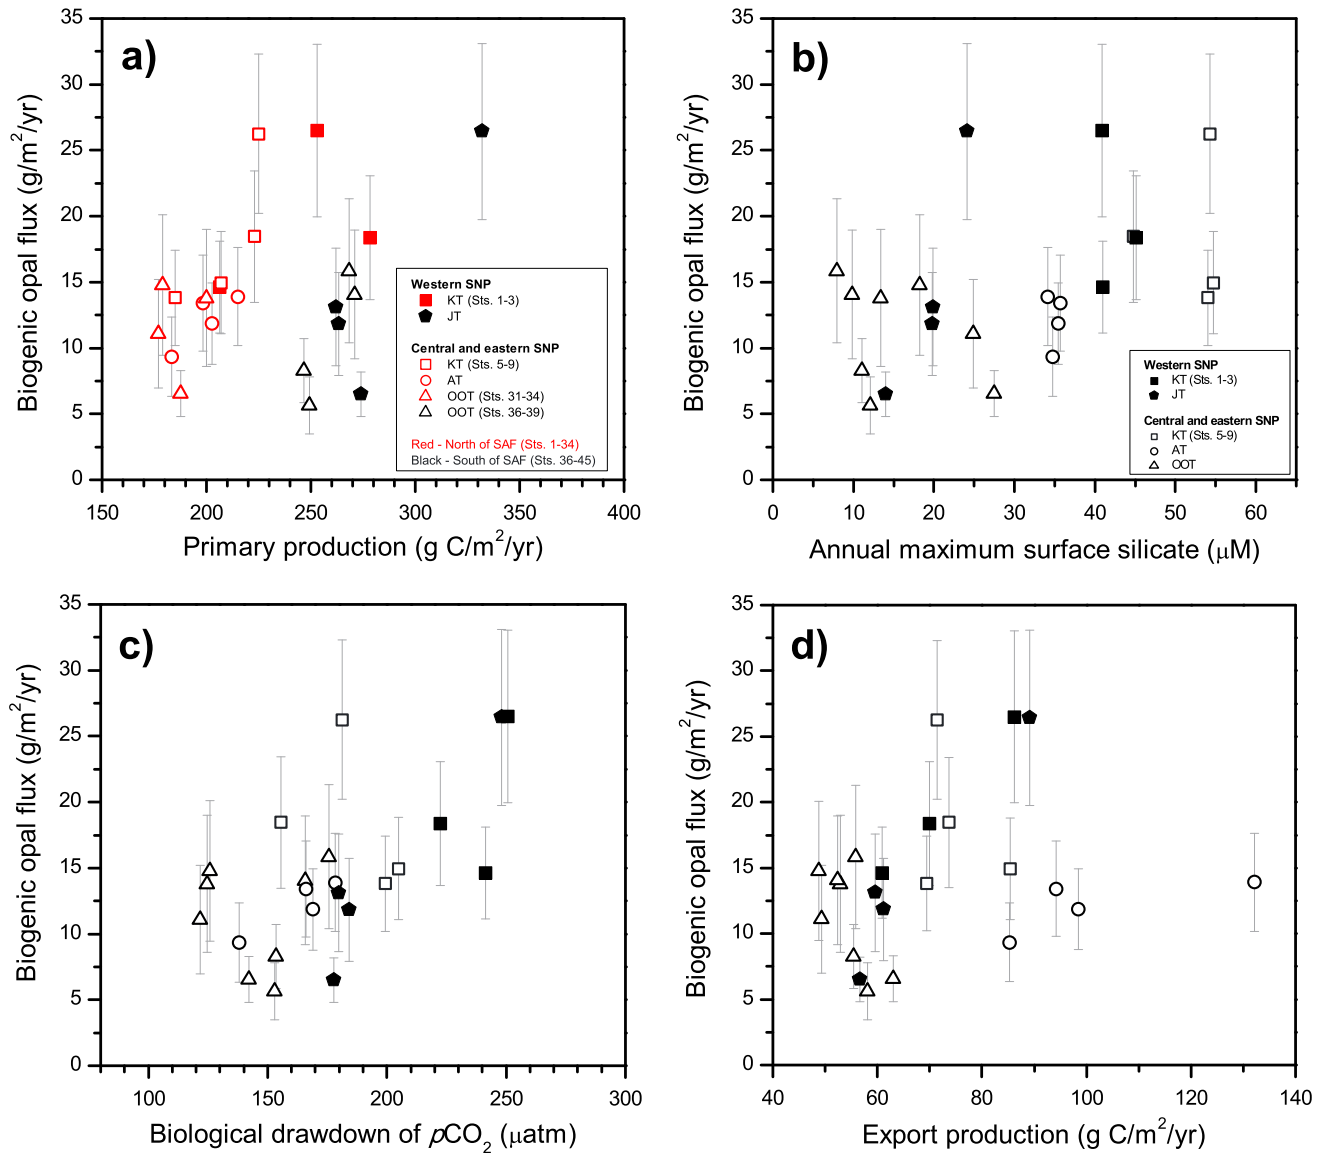 a)
35
30
25
20
15
10
5
0
Biogenic opal flux (g/m²/yr)
150
200
250
300
350
400
Primary production (g C/m²/yr)
Western SNP
KT (Sts. 1-3)
JT
Central and eastern SNP
KT (Sts. 5-9)
AT
OOT (Sts. 31-34)
OOT (Sts. 36-39)
Red - North of SAF (Sts. 1-34)
Black - South of SAF (Sts. 36-45)
b)
35
30
25
20
15
10
5
0
Biogenic opal flux (g/m²/yr)
0
10
20
30
40
50
60
Annual maximum surface silicate (μM)
Western SNP
KT (Sts. 1-3)
JT
Central and eastern SNP
KT (Sts. 5-9)
AT
OOT
c)
35
30
25
20
15
10
5
0
Biogenic opal flux (g/m²/yr)
100
150
200
250
300
Biological drawdown of pCO₂ (μatm)
d)
35
30
25
20
15
10
5
0
Biogenic opal flux (g/m²/yr)
40
60
80
100
120
140
Export production (g C/m²/yr)